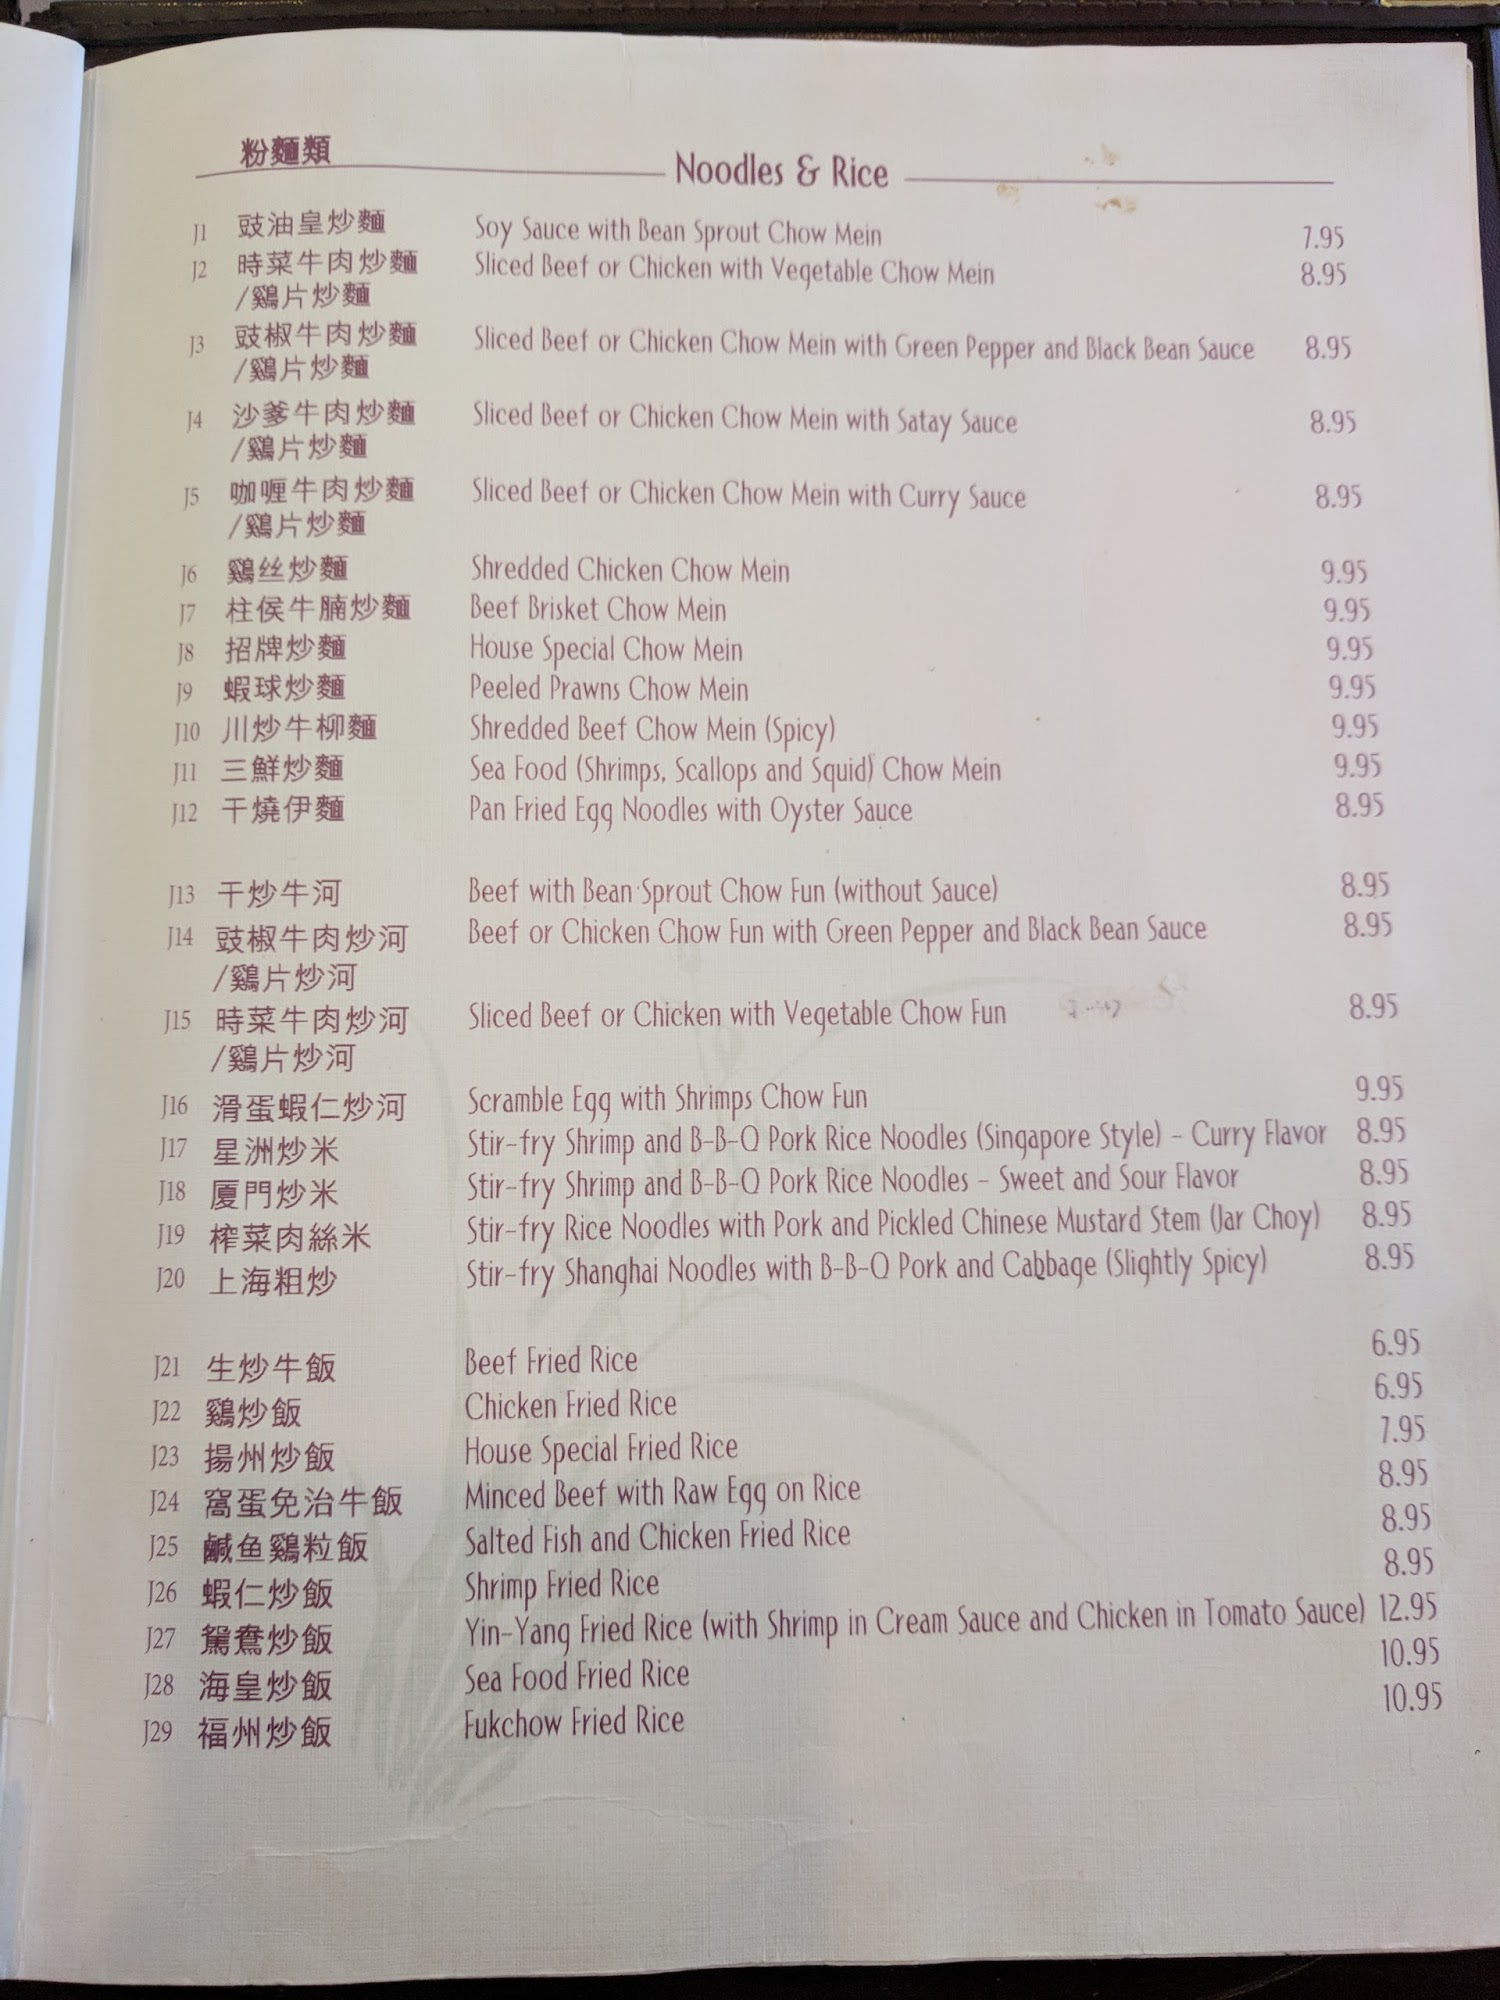 粉麵類 Noodles & Rice
J1 豉油皇炒麵 Soy Sauce with Bean Sprout Chow Mein 7.95
J2 時菜牛肉炒麵 Sliced Beef or Chicken with Vegetable Chow Mein 8.95
/鷄片炒麵
J3 豉椒牛肉炒麵 Sliced Beef or Chicken Chow Mein with Green Pepper and Black Bean Sauce 8.95
/鷄片炒麵
J4 沙爹牛肉炒麵 Sliced Beef or Chicken Chow Mein with Satay Sauce 8.95
/鷄片炒麵
J5 咖喱牛肉炒麵 Sliced Beef or Chicken Chow Mein with Curry Sauce 8.95
/鷄片炒麵
J6 鷄丝炒麵 Shredded Chicken Chow Mein 9.95
J7 柱侯牛腩炒麵 Beef Brisket Chow Mein 9.95
J8 招牌炒麵 House Special Chow Mein 9.95
J9 蝦球炒麵 Peeled Prawns Chow Mein 9.95
J10 川炒牛柳麵 Shredded Beef Chow Mein (Spicy) 9.95
J11 三鮮炒麵 Sea Food (Shrimps, Scallops and Squid) Chow Mein 9.95
J12 干燒伊麵 Pan Fried Egg Noodles with Oyster Sauce 8.95
J13 干炒牛河 Beef with Bean Sprout Chow Fun (without Sauce) 8.95
J14 豉椒牛肉炒河 Beef or Chicken Chow Fun with Green Pepper and Black Bean Sauce 8.95
/鷄片炒河
J15 時菜牛肉炒河 Sliced Beef or Chicken with Vegetable Chow Fun 8.95
/鷄片炒河
J16 滑蛋蝦仁炒河 Scramble Egg with Shrimps Chow Fun 9.95
J17 星洲炒米 Stir-fry Shrimp and B-B-Q Pork Rice Noodles (Singapore Style) - Curry Flavor 8.95
J18 厦門炒米 Stir-fry Shrimp and B-B-Q Pork Rice Noodles - Sweet and Sour Flavor 8.95
J19 榨菜肉絲米 Stir-fry Rice Noodles with Pork and Pickled Chinese Mustard Stem (Jar Choy) 8.95
J20 上海粗炒 Stir-fry Shanghai Noodles with B-B-Q Pork and Cabbage (Slightly Spicy) 8.95
J21 生炒牛飯 Beef Fried Rice 6.95
J22 鷄炒飯 Chicken Fried Rice 6.95
J23 揚州炒飯 House Special Fried Rice 7.95
J24 窩蛋免治牛飯 Minced Beef with Raw Egg on Rice 8.95
J25 鹹鱼鷄粒飯 Salted Fish and Chicken Fried Rice 8.95
J26 蝦仁炒飯 Shrimp Fried Rice 8.95
J27 鴛鴦炒飯 Yin-Yang Fried Rice (with Shrimp in Cream Sauce and Chicken in Tomato Sauce) 12.95
J28 海皇炒飯 Sea Food Fried Rice 10.95
J29 福州炒飯 Fukchow Fried Rice 10.95